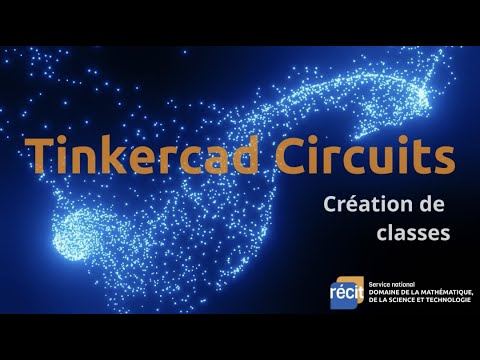 Tinkercad Circuits
Création de
classes
récit
Service national
DOMAINE DE LA MATHÉMATIQUE,
DE LA SCIENCE ET TECHNOLOGIE